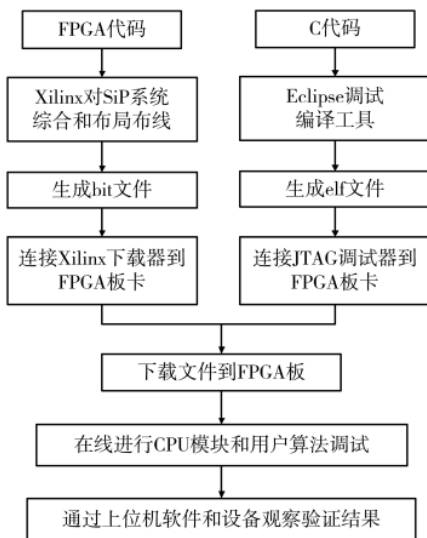 FPGA代码
C代码
Xilinx对SiP系统
综合和布局布线
Eclipse调试
编译工具
生成bit文件
生成elf文件
连接Xilinx下载器到
FPGA板卡
连接JTAG调试器到
FPGA板卡
下载文件到FPGA板
在线进行CPU模块和用户算法调试
通过上位机软件和设备观察验证结果